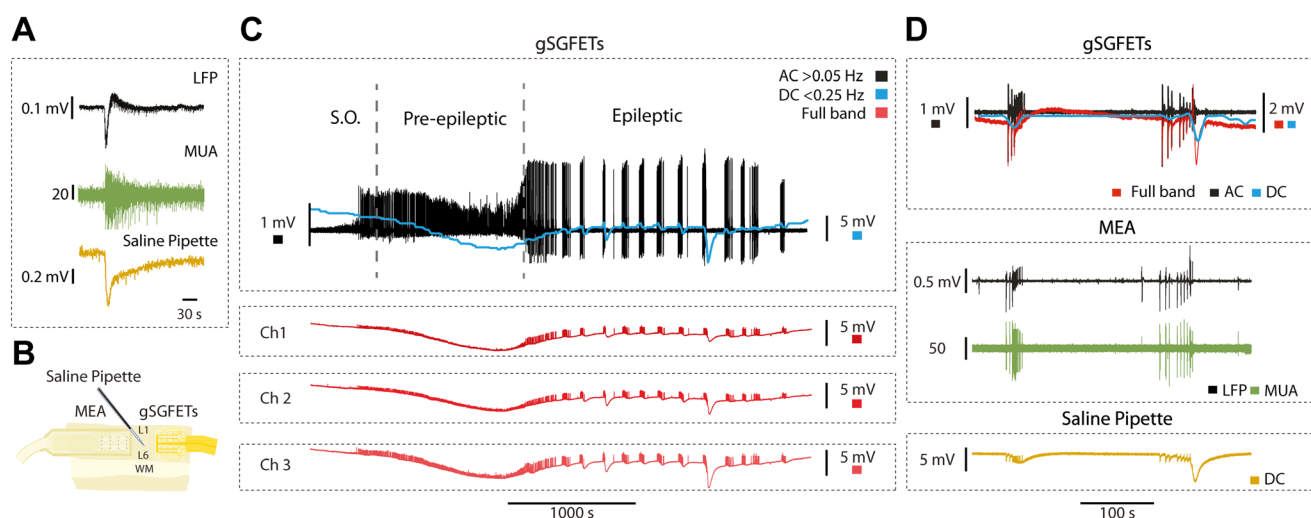 A
LFP
0.1 mV
MUA
20
Saline Pipette
0.2 mV
30 s
B
Saline Pipette
MEA
gSGFETs
L1
L6
WM
C
gSGFETs
AC >0.05 Hz
DC <0.25 Hz
Full band
S.O.
Pre-epileptic
Epileptic
1 mV
5 mV
Ch1
5 mV
Ch 2
5 mV
Ch 3
5 mV
1000 s
D
gSGFETs
1 mV
2 mV
Full band AC DC
MEA
0.5 mV
50
LFP MUA
Saline Pipette
5 mV
DC
100 s